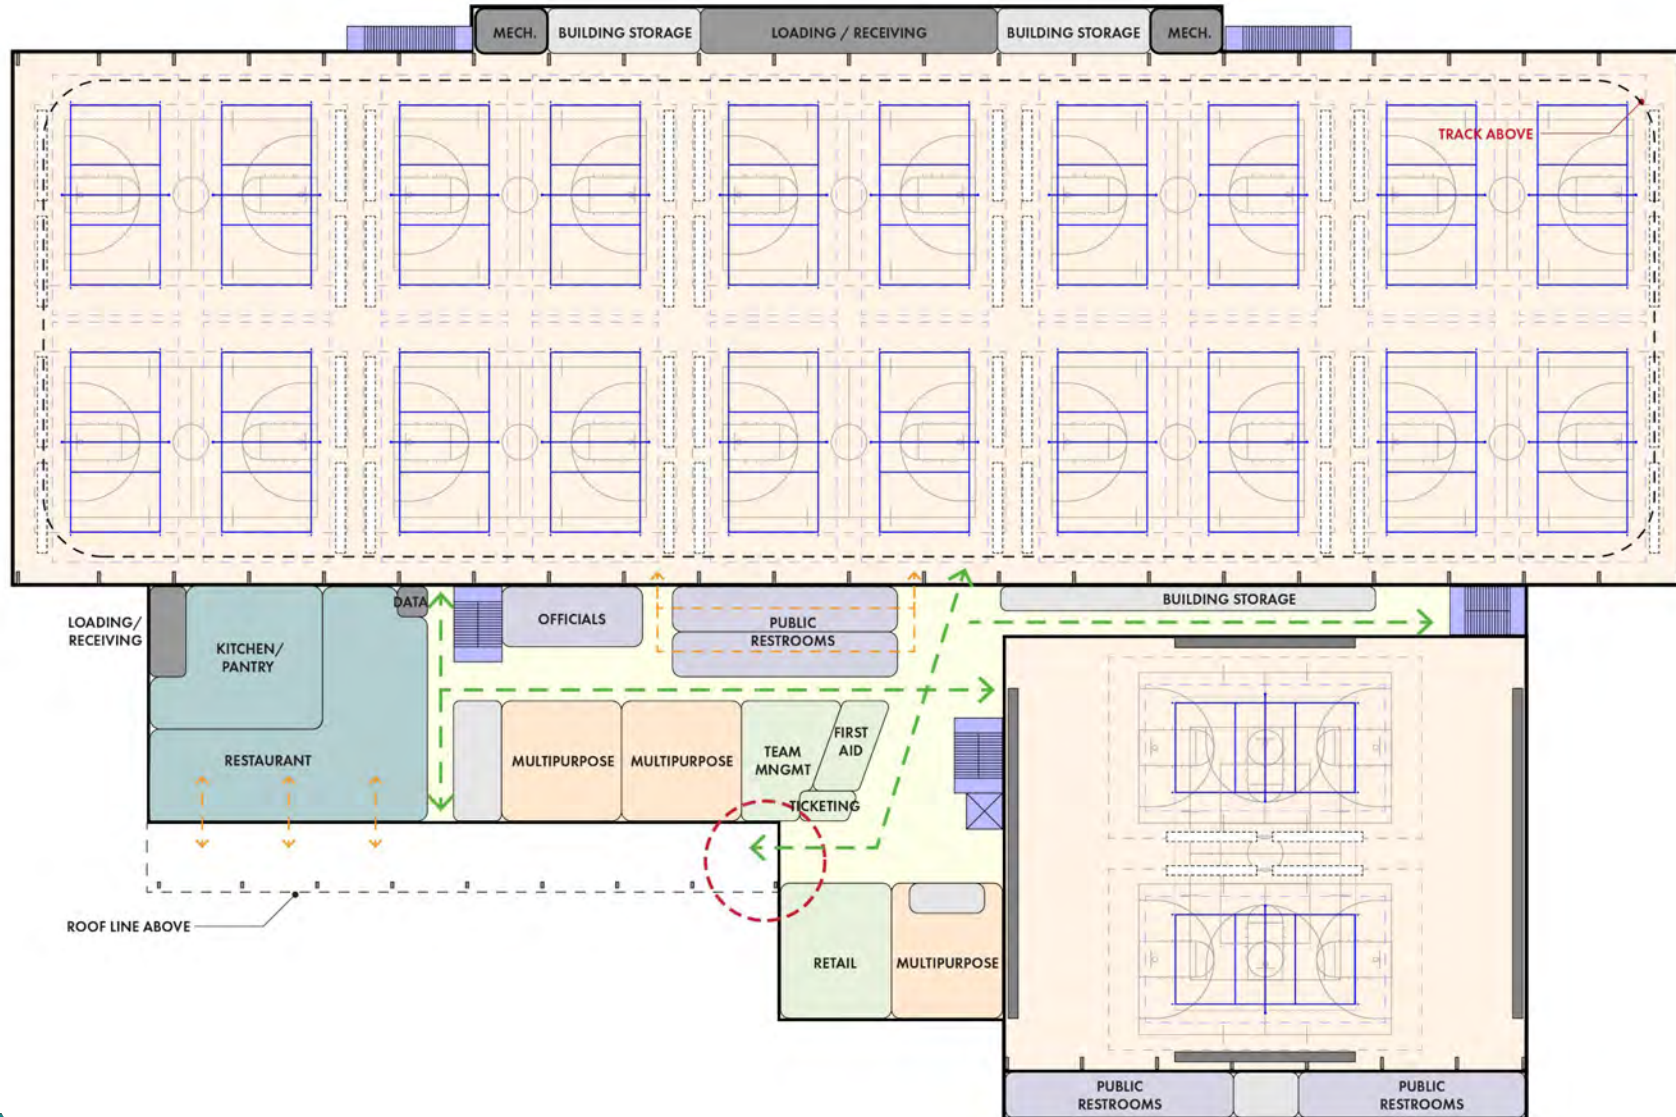 MECH.
BUILDING STORAGE
LOADING / RECEIVING
BUILDING STORAGE
MECH.
TRACK ABOVE
LOADING/
RECEIVING
DATA
KITCHEN/
PANTRY
OFFICIALS
PUBLIC
RESTROOMS
BUILDING STORAGE
RESTAURANT
MULTIPURPOSE
MULTIPURPOSE
TEAM
MNGMT
FIRST
AID
TICKETING
ROOF LINE ABOVE
RETAIL
MULTIPURPOSE
PUBLIC
RESTROOMS
PUBLIC
RESTROOMS